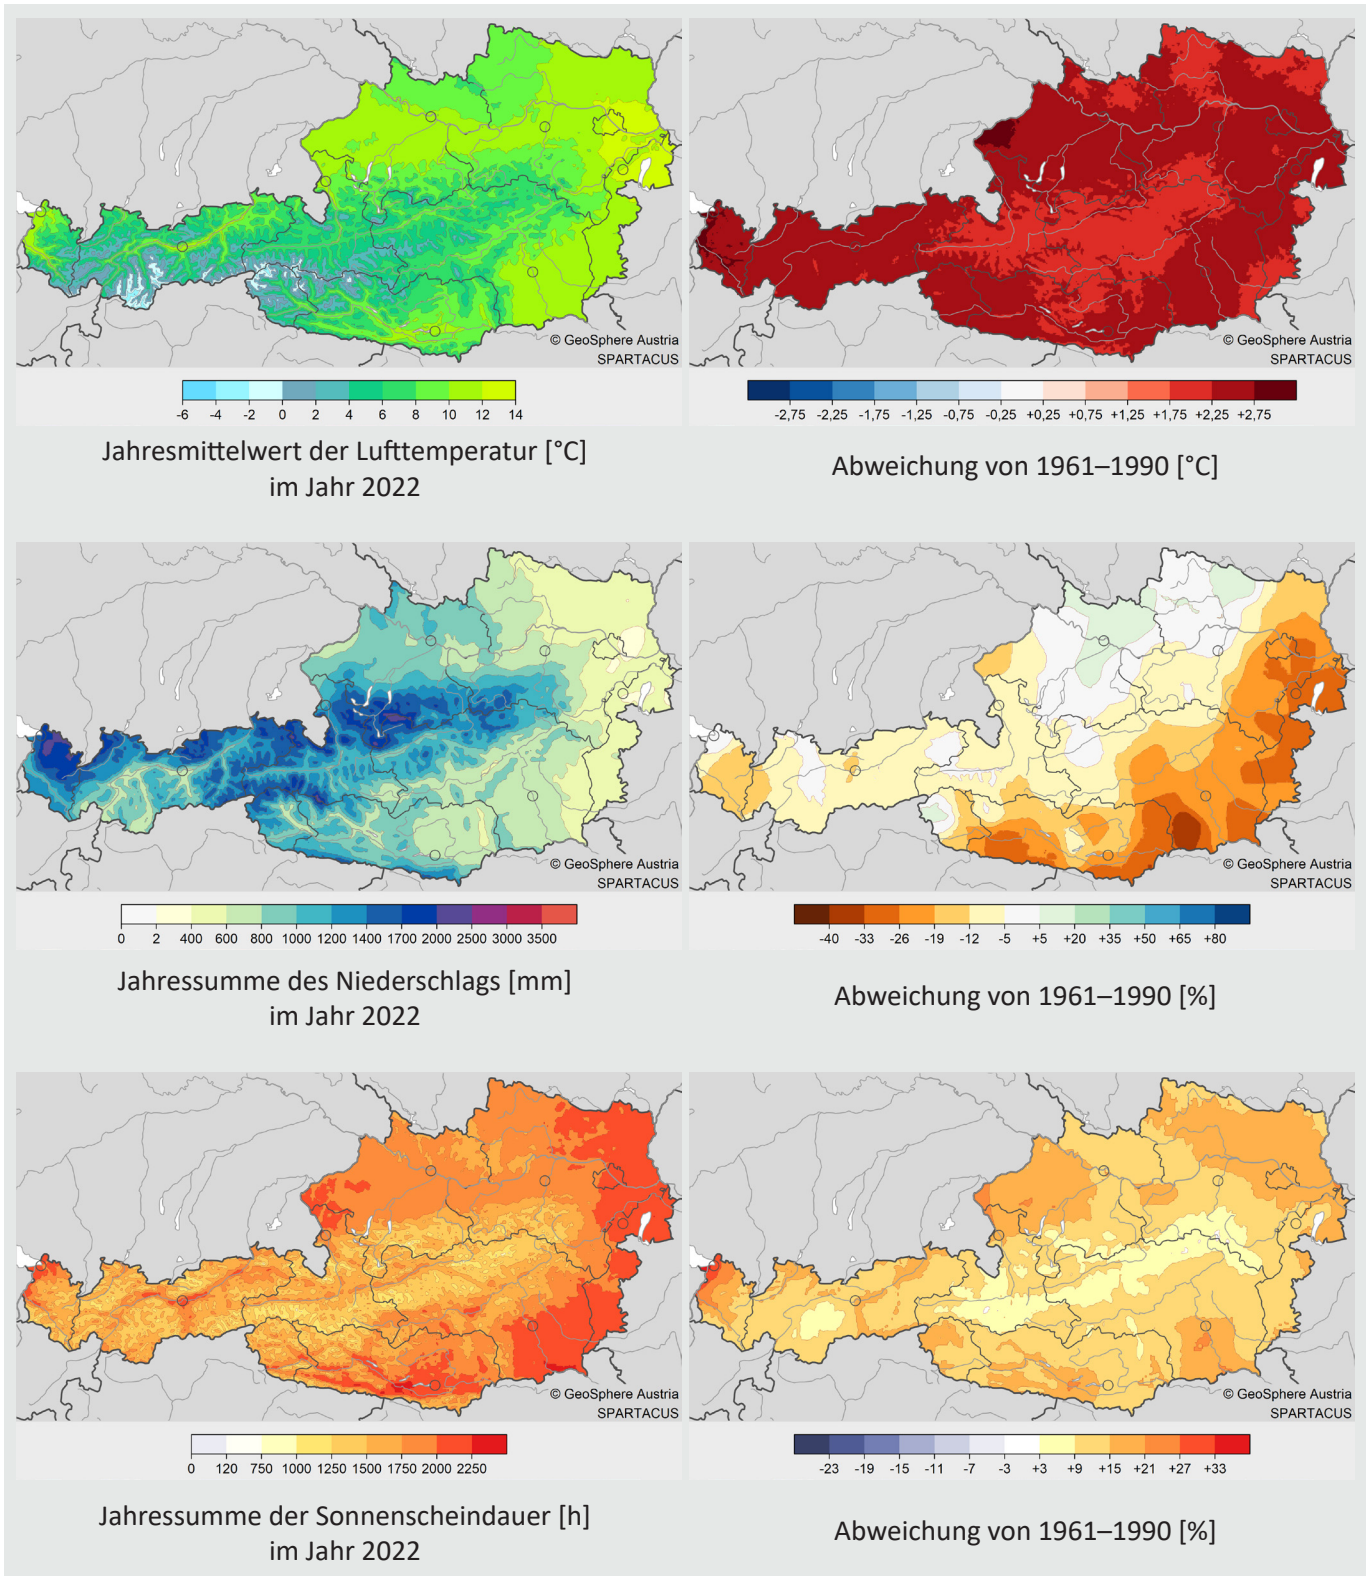 © GeoSphere Austria
SPARTACUS
-6 -4 -2 0 2 4 6 8 10 12 14
Jahresmittelwert der Lufttemperatur [°C]
im Jahr 2022
© GeoSphere Austria
SPARTACUS
-2,75 -2,25 -1,75 -1,25 -0,75 -0,25 +0,25 +0,75 +1,25 +1,75 +2,25 +2,75
Abweichung von 1961–1990 [°C]
© GeoSphere Austria
SPARTACUS
0 2 400 600 800 1000 1200 1400 1700 2000 2500 3000 3500
Jahressumme des Niederschlags [mm]
im Jahr 2022
© GeoSphere Austria
SPARTACUS
-40 -33 -26 -19 -12 -5 +5 +20 +35 +50 +65 +80
Abweichung von 1961–1990 [%]
© GeoSphere Austria
SPARTACUS
0 120 750 1000 1250 1500 1750 2000 2250
Jahressumme der Sonnenscheindauer [h]
im Jahr 2022
© GeoSphere Austria
SPARTACUS
-23 -19 -15 -11 -7 -3 +3 +9 +15 +21 +27 +33
Abweichung von 1961–1990 [%]